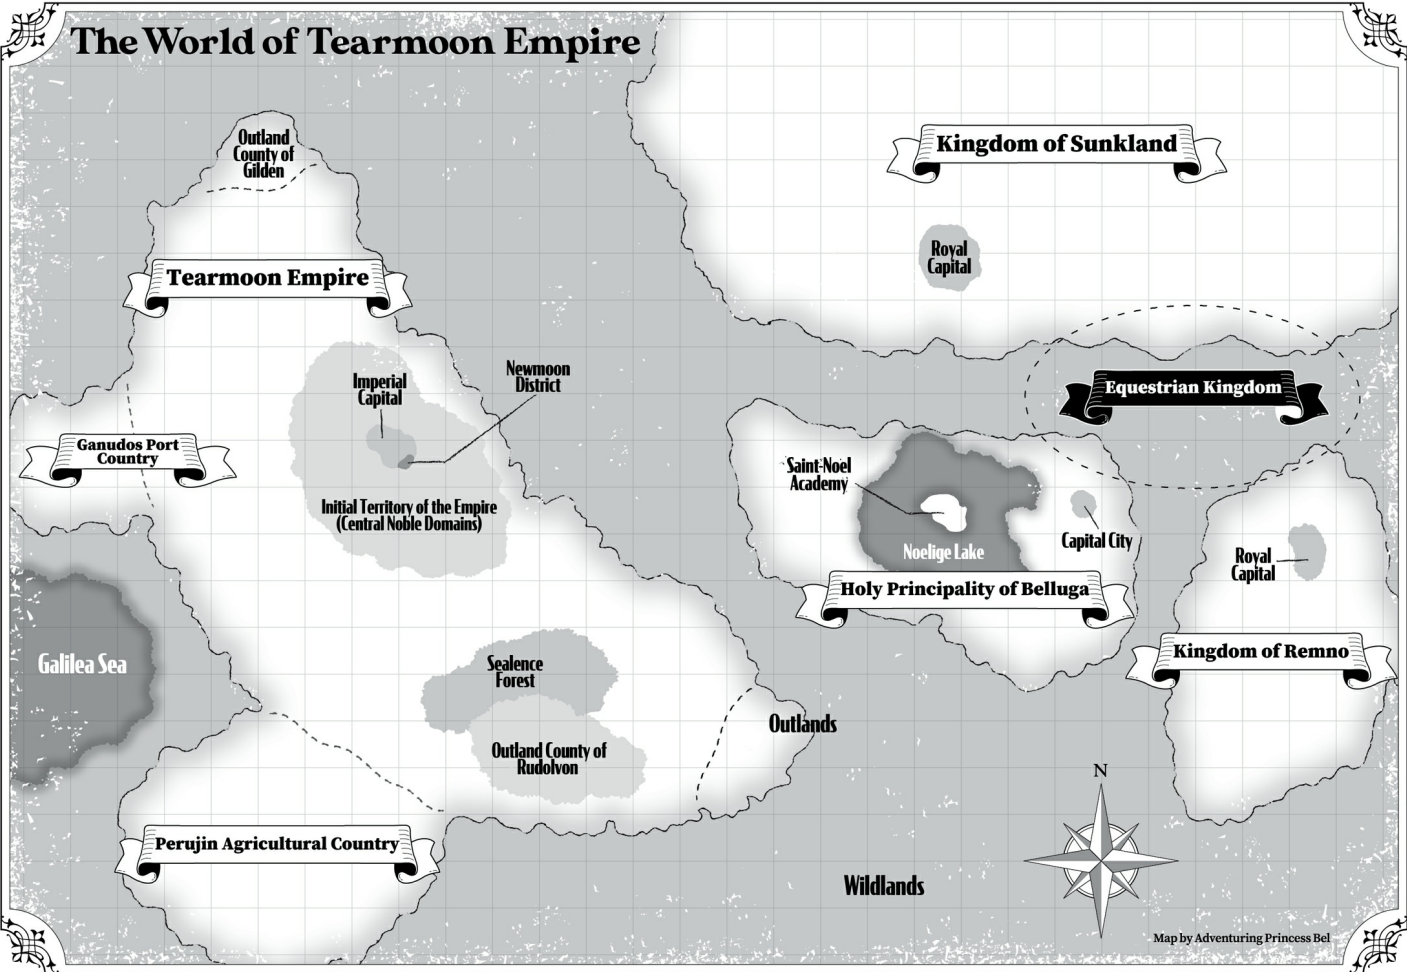 The World of Tearmoon Empire
Outland
County of
Gilden
Kingdom of Sunkland
Royal
Capital
Tearmoon Empire
Newmoon
District
Imperial
Capital
Equestrian Kingdom
Ganudos Port
Country
Saint-Noel
Academy
Initial Territory of the Empire
(Central Noble Domains)
Noelige Lake
Capital City
Royal
Capital
Holy Principality of Belluga
Kingdom of Remno
Galilea Sea
Sealence
Forest
Outlands
Outland County of
Rudolvon
N
Perujin Agricultural Country
Wildlands
Map by Adventuring Princess Bel